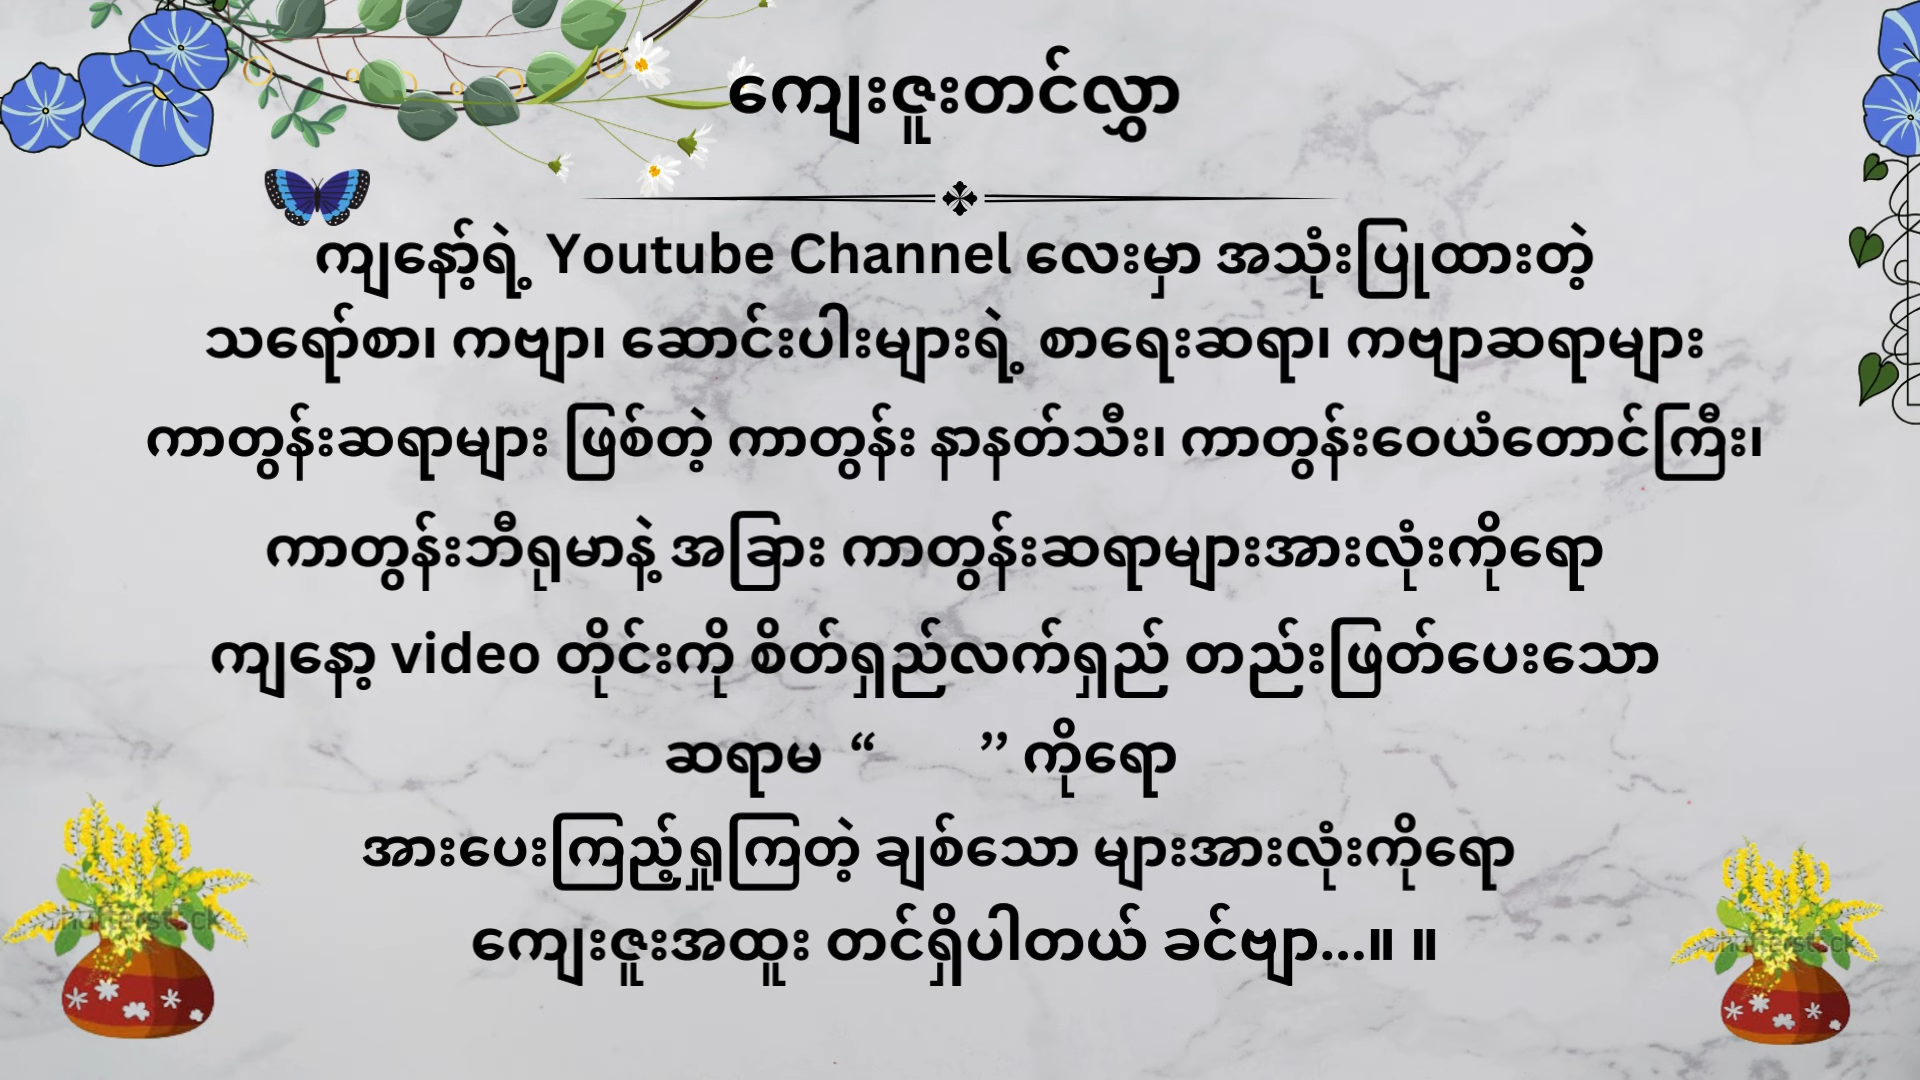 ကျေးဇူးတင်လွှာ
ကျနော့်ရဲ့ Youtube Channel လေးမှာ အသုံးပြုထားတဲ့
သရော်စာ၊ ကဗျာ၊ ဆောင်းပါးများရဲ့ စာရေးဆရာ၊ ကဗျာဆရာများ
ကာတွန်းဆရာများ ဖြစ်တဲ့ ကာတွန်း နာနတ်သီး၊ ကာတွန်းဝေယံတောင်ကြီး၊
ကာတွန်းဘီရုမာနဲ့ အခြား ကာတွန်းဆရာများအားလုံးကိုရော
ကျနော့ video တိုင်းကို စိတ်ရှည်လက်ရှည် တည်းဖြတ်ပေးသော
ဆရာမ “ ” ကိုရော
အားပေးကြည့်ရှုကြတဲ့ ချစ်သော များအားလုံးကိုရော
ကျေးဇူးအထူး တင်ရှိပါတယ် ခင်ဗျာ...။ ။